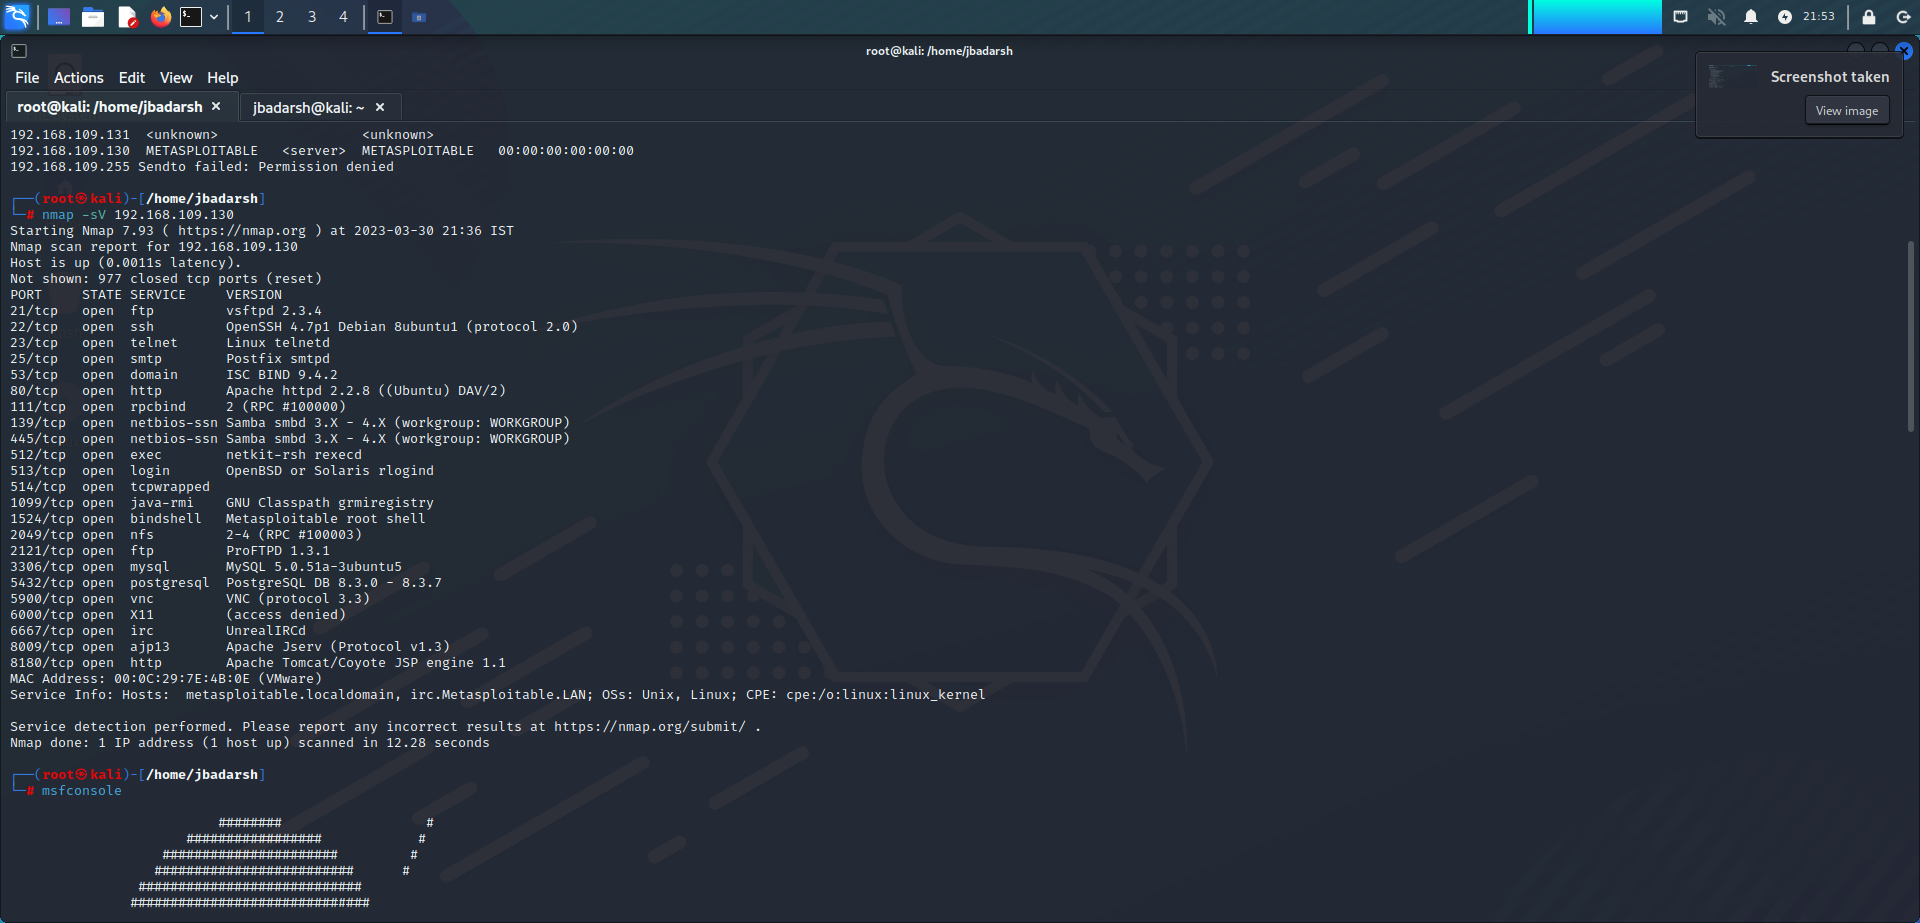 1 2 3 4 21:53
root@kali: /home/jbadarsh
File Actions Edit View Help
Screenshot taken
View image
root@kali: /home/jbadarsh × jbadarsh@kali: ~ ×
192.168.109.131  <unknown>                  <unknown>
192.168.109.130  METASPLOITABLE   <server>  METASPLOITABLE   00:00:00:00:00:00
192.168.109.255 Sendto failed: Permission denied
┌──(root㉿kali)-[/home/jbadarsh]
└─# nmap -sV 192.168.109.130
Starting Nmap 7.93 ( https://nmap.org ) at 2023-03-30 21:36 IST
Nmap scan report for 192.168.109.130
Host is up (0.0011s latency).
Not shown: 977 closed tcp ports (reset)
PORT     STATE SERVICE     VERSION
21/tcp   open  ftp         vsftpd 2.3.4
22/tcp   open  ssh         OpenSSH 4.7p1 Debian 8ubuntu1 (protocol 2.0)
23/tcp   open  telnet      Linux telnetd
25/tcp   open  smtp        Postfix smtpd
53/tcp   open  domain      ISC BIND 9.4.2
80/tcp   open  http        Apache httpd 2.2.8 ((Ubuntu) DAV/2)
111/tcp  open  rpcbind     2 (RPC #100000)
139/tcp  open  netbios-ssn Samba smbd 3.X - 4.X (workgroup: WORKGROUP)
445/tcp  open  netbios-ssn Samba smbd 3.X - 4.X (workgroup: WORKGROUP)
512/tcp  open  exec        netkit-rsh rexecd
513/tcp  open  login       OpenBSD or Solaris rlogind
514/tcp  open  tcpwrapped
1099/tcp open  java-rmi    GNU Classpath grmiregistry
1524/tcp open  bindshell   Metasploitable root shell
2049/tcp open  nfs         2-4 (RPC #100003)
2121/tcp open  ftp         ProFTPD 1.3.1
3306/tcp open  mysql       MySQL 5.0.51a-3ubuntu5
5432/tcp open  postgresql  PostgreSQL DB 8.3.0 - 8.3.7
5900/tcp open  vnc         VNC (protocol 3.3)
6000/tcp open  X11         (access denied)
6667/tcp open  irc         UnrealIRCd
8009/tcp open  ajp13       Apache Jserv (Protocol v1.3)
8180/tcp open  http        Apache Tomcat/Coyote JSP engine 1.1
MAC Address: 00:0C:29:7E:4B:0E (VMware)
Service Info: Hosts:  metasploitable.localdomain, irc.Metasploitable.LAN; OSs: Unix, Linux; CPE: cpe:/o:linux:linux_kernel
Service detection performed. Please report any incorrect results at https://nmap.org/submit/ .
Nmap done: 1 IP address (1 host up) scanned in 12.28 seconds
┌──(root㉿kali)-[/home/jbadarsh]
└─# msfconsole
                          ########                  #
                      #################            #
                   ######################         #
                  #########################      #
                ############################
               ##############################